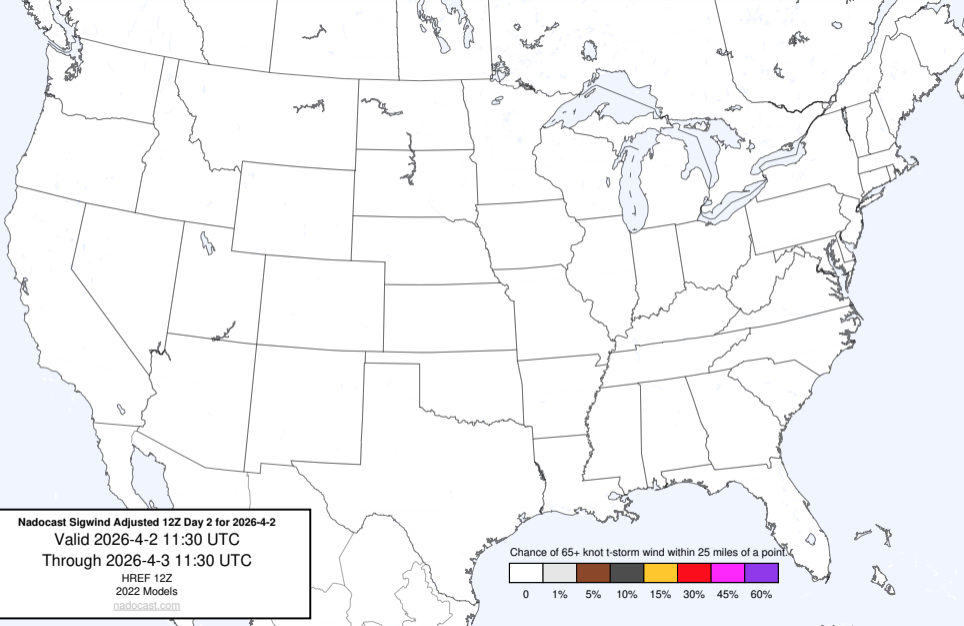 Nadocast Sigwind Adjusted 12Z Day 2 for 2026-4-2
Valid 2026-4-2 11:30 UTC
Through 2026-4-3 11:30 UTC
HREF 12Z
2022 Models
nadocast.com
Chance of 65+ knot t-storm wind within 25 miles of a point.
0 1% 5% 10% 15% 30% 45% 60%